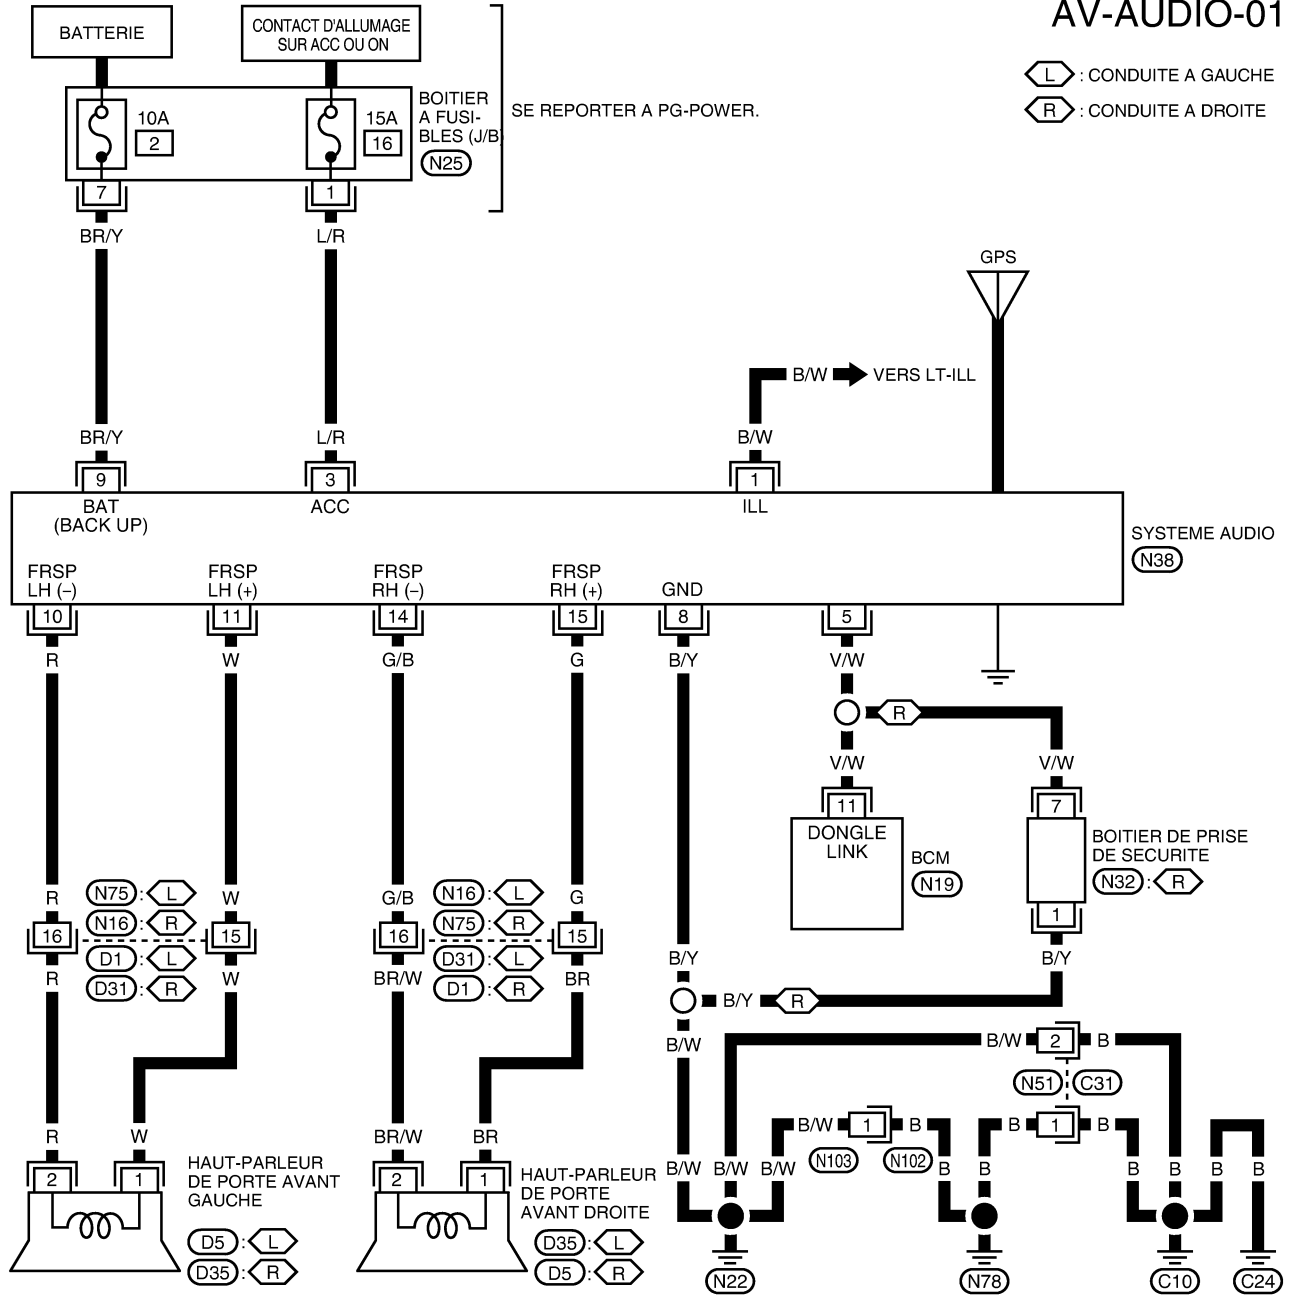 AV-AUDIO-01
BATTERIE
CONTACT D'ALLUMAGE
SUR ACC OU ON
L : CONDUITE A GAUCHE
R : CONDUITE A DROITE
10A
2
15A
16
BOITIER
A FUSI-
BLES (J/B)
N25
SE REPORTER A PG-POWER.
7
1
BR/Y
L/R
GPS
B/W
VERS LT-ILL
BR/Y
L/R
B/W
9
3
1
BAT
(BACK UP)
ACC
ILL
SYSTEME AUDIO
N38
FRSP
LH (–)
FRSP
LH (+)
FRSP
RH (–)
FRSP
RH (+)
GND
10
11
14
15
8
5
R
W
G/B
G
B/Y
V/W
R
V/W
V/W
11
7
DONGLE
LINK
BCM
N19
BOITIER DE PRISE
DE SECURITE
N32 : R
1
R
N75 : L
N16 : R
W
G/B
N16 : L
N75 : R
G
16
15
16
15
D1 : L
D31 : R
D31 : L
D1 : R
R
W
BR/W
BR
B/Y
B/Y
B/Y
R
B/W
B/W
2
B
N51
C31
B/W
1
B
B
1
B
N103
N102
R
W
BR/W
BR
B/W
B/W
B/W
B
B
B
B
B
B
2
1
2
1
HAUT-PARLEUR
DE PORTE AVANT
GAUCHE
D5 : L
D35 : R
HAUT-PARLEUR
DE PORTE
AVANT DROITE
D35 : L
D5 : R
N22
N78
C10
C24